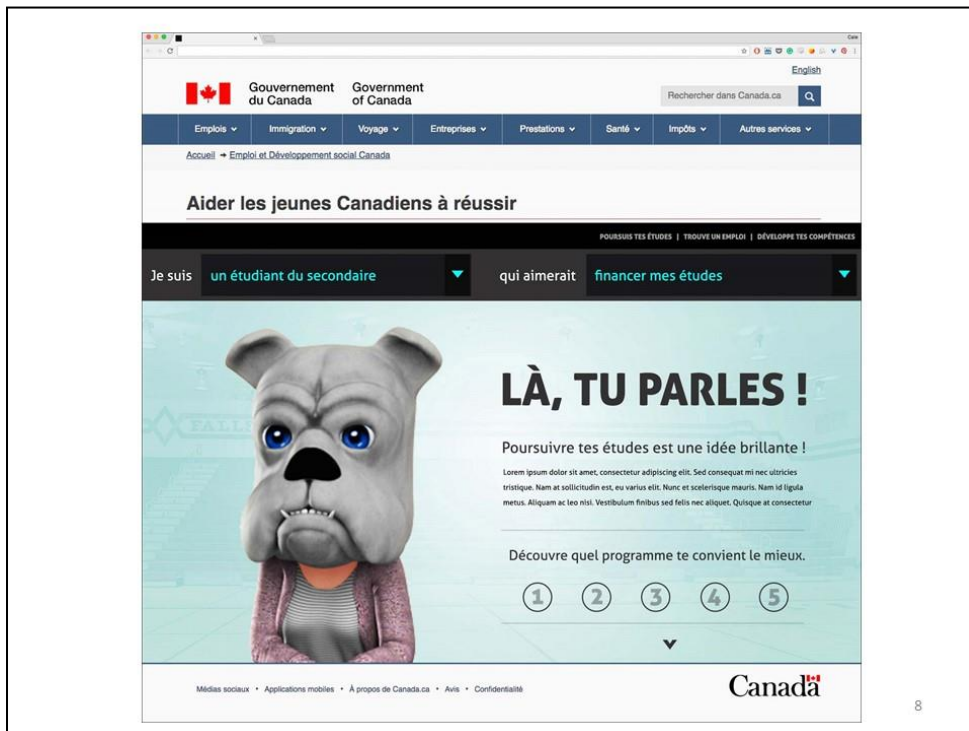 Cole
English
Gouvernement du Canada
Government of Canada
Rechercher dans Canada.ca
Emplois Immigration Voyage Entreprises Prestations Santé Impôts Autres services
Accueil → Emploi et Développement social Canada
Aider les jeunes Canadiens à réussir
POURSUIS TES ÉTUDES | TROUVE UN EMPLOI | DÉVELOPPE TES COMPÉTENCES
Je suis un étudiant du secondaire qui aimerait financer mes études
LÀ, TU PARLES !
Poursuivre tes études est une idée brillante !
Lorem ipsum dolor sit amet, consectetur adipiscing elit. Sed consequat mi nec ultricies
tristique. Nam at sollicitudin est, eu varius elit. Nunc et scelerisque mauris. Nam id ligula
metus. Aliquam ac leo nisl. Vestibulum finibus sed felis nec aliquet. Quisque at consectetur
Découvre quel programme te convient le mieux.
1 2 3 4 5
Médias sociaux • Applications mobiles • À propos de Canada.ca • Avis • Confidentialité
Canada
8